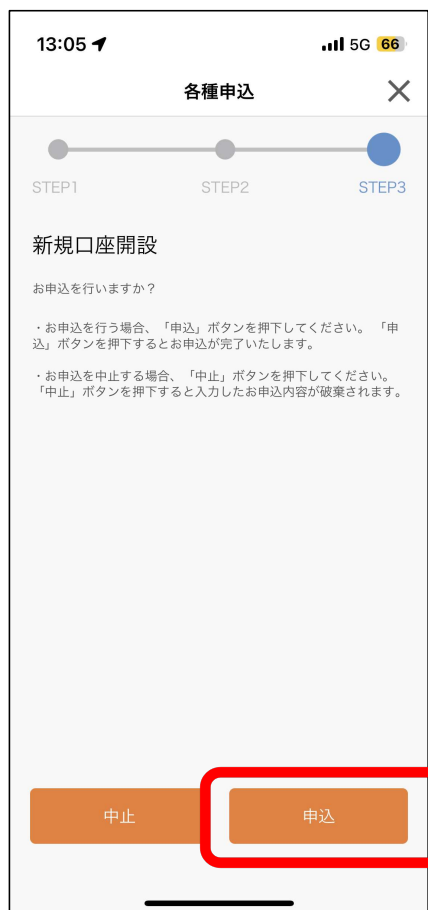 13:05 5G 66
各種申込
STEP1 STEP2 STEP3
新規口座開設
お申込を行いますか？
・お申込を行う場合、「申込」ボタンを押下してください。 「申
込」ボタンを押下するとお申込が完了いたします。
・お申込を中止する場合、「中止」ボタンを押下してください。
「中止」ボタンを押下すると入力したお申込内容が破棄されます。
中止 申込